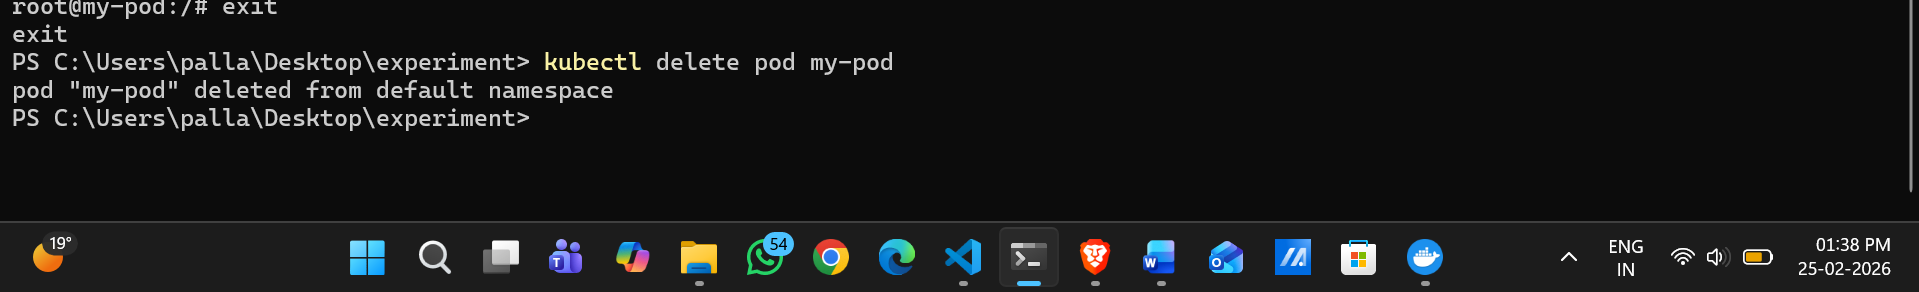 root@my-pod:/# exit
exit
PS C:\Users\palla\Desktop\experiment> kubectl delete pod my-pod
pod "my-pod" deleted from default namespace
PS C:\Users\palla\Desktop\experiment>
19°
54
ENG
IN
01:38 PM
25-02-2026